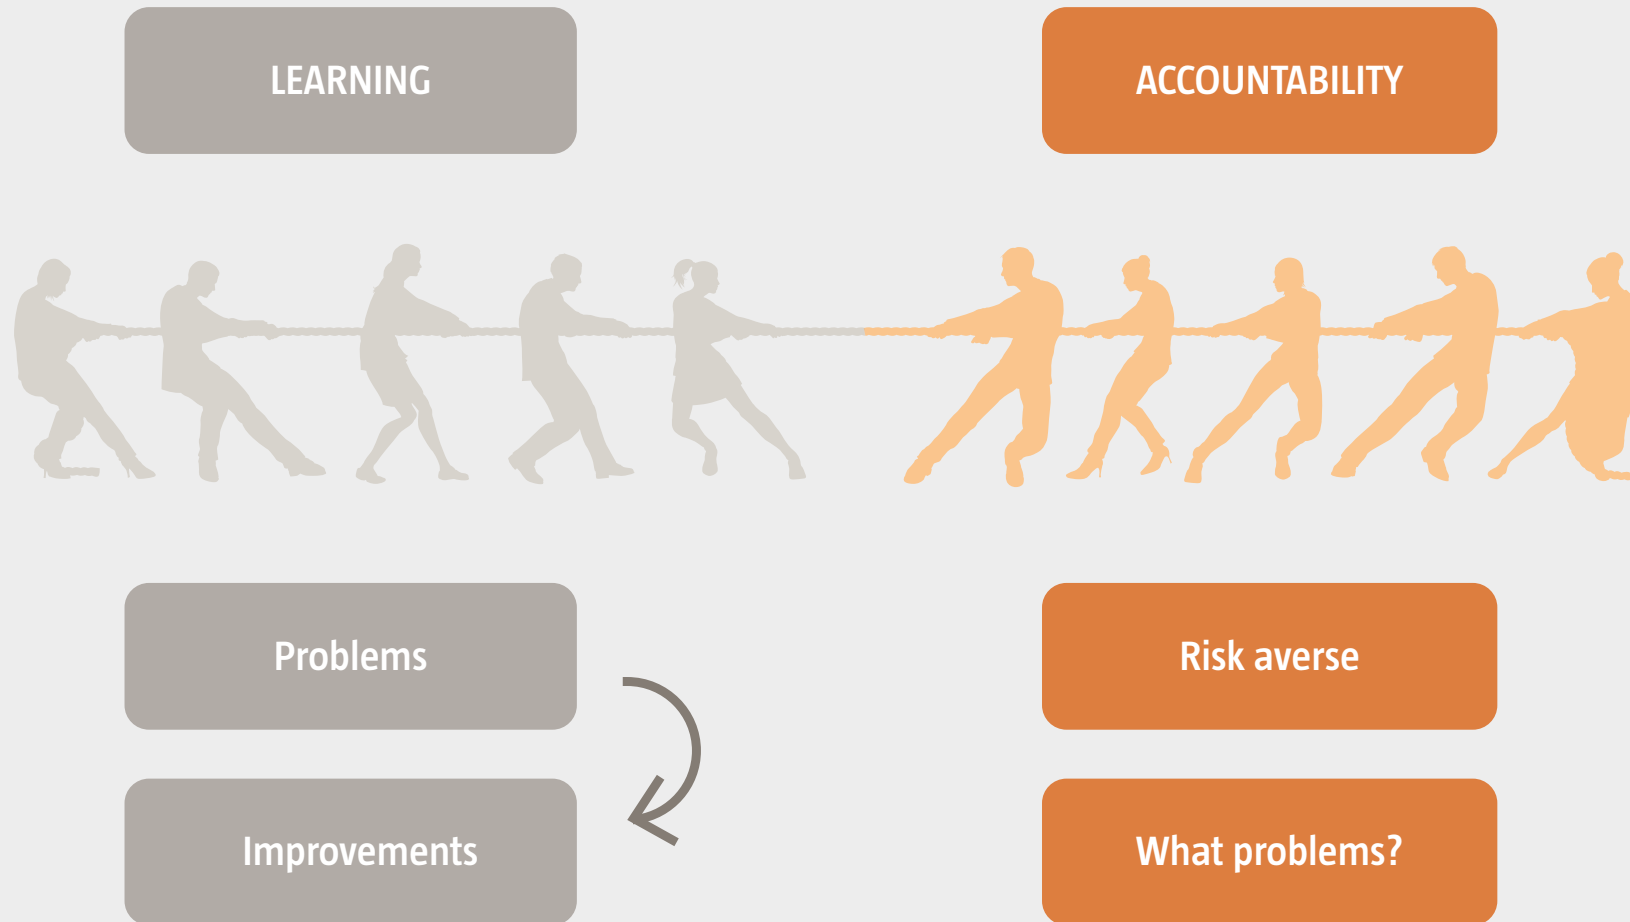 LEARNING
ACCOUNTABILITY
Problems
Risk averse
Improvements
What problems?